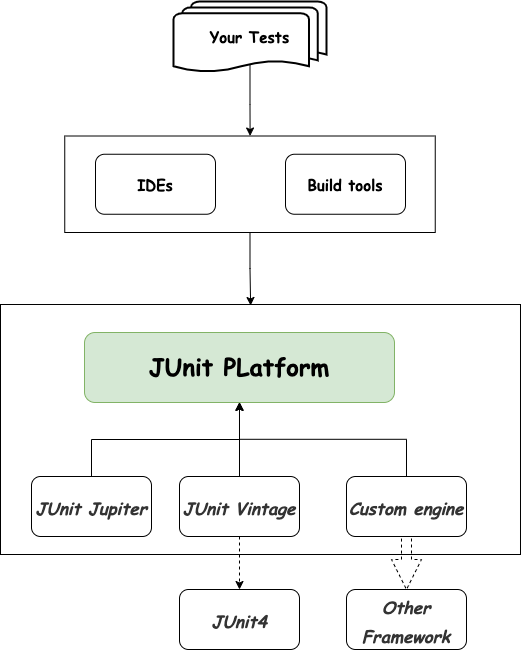 Your Tests
IDEs
Build tools
JUnit PLatform
JUnit Jupiter
JUnit Vintage
Custom engine
JUnit4
Other
Framework